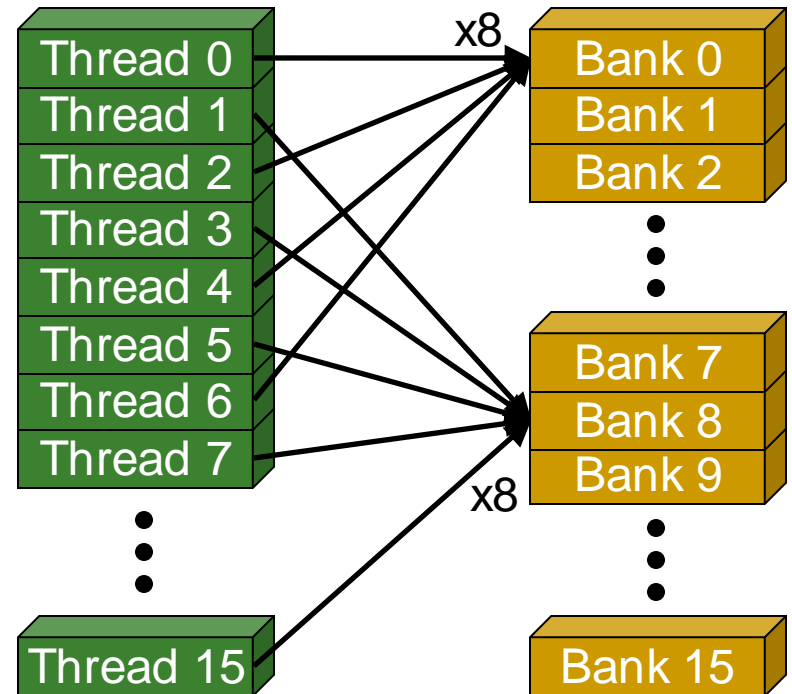 Thread 0
Thread 1
Thread 2
Thread 3
Thread 4
Thread 5
Thread 6
Thread 7
Thread 15
x8
x8
Bank 0
Bank 1
Bank 2
Bank 7
Bank 8
Bank 9
Bank 15